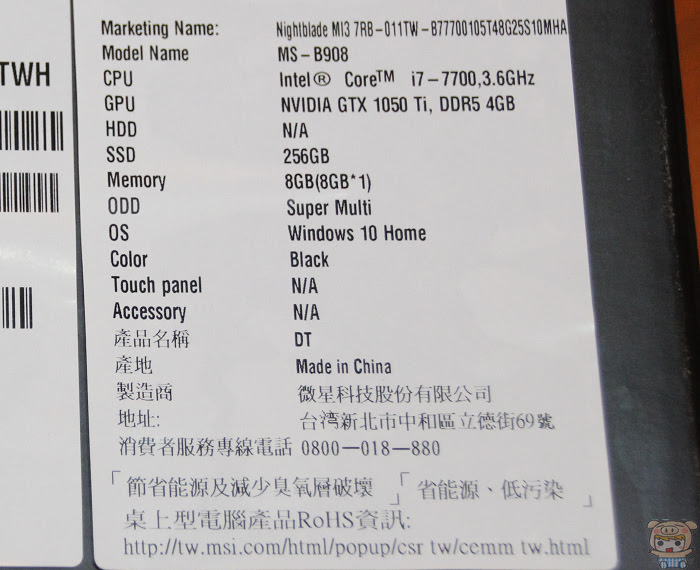 TWH
Marketing Name: Nightblade MI3 7RB-011TW-B77700105T48G25S10MHA
Model Name MS-B908
CPU Intel® Core™ i7-7700,3.6GHz
GPU NVIDIA GTX 1050 Ti, DDR5 4GB
HDD N/A
SSD 256GB
Memory 8GB(8GB*1)
ODD Super Multi
OS Windows 10 Home
Color Black
Touch panel N/A
Accessory N/A
產品名稱 DT
產地 Made in China
製造商 微星科技股份有限公司
地址: 台湾新北市中和區立德街69號
消費者服務專線電話 0800-018-880
「節省能源及減少臭氧層破壞」「省能源、低污染」
桌上型電腦產品RoHS資訊:
http://tw.msi.com/html/popup/csr tw/cemm tw.html